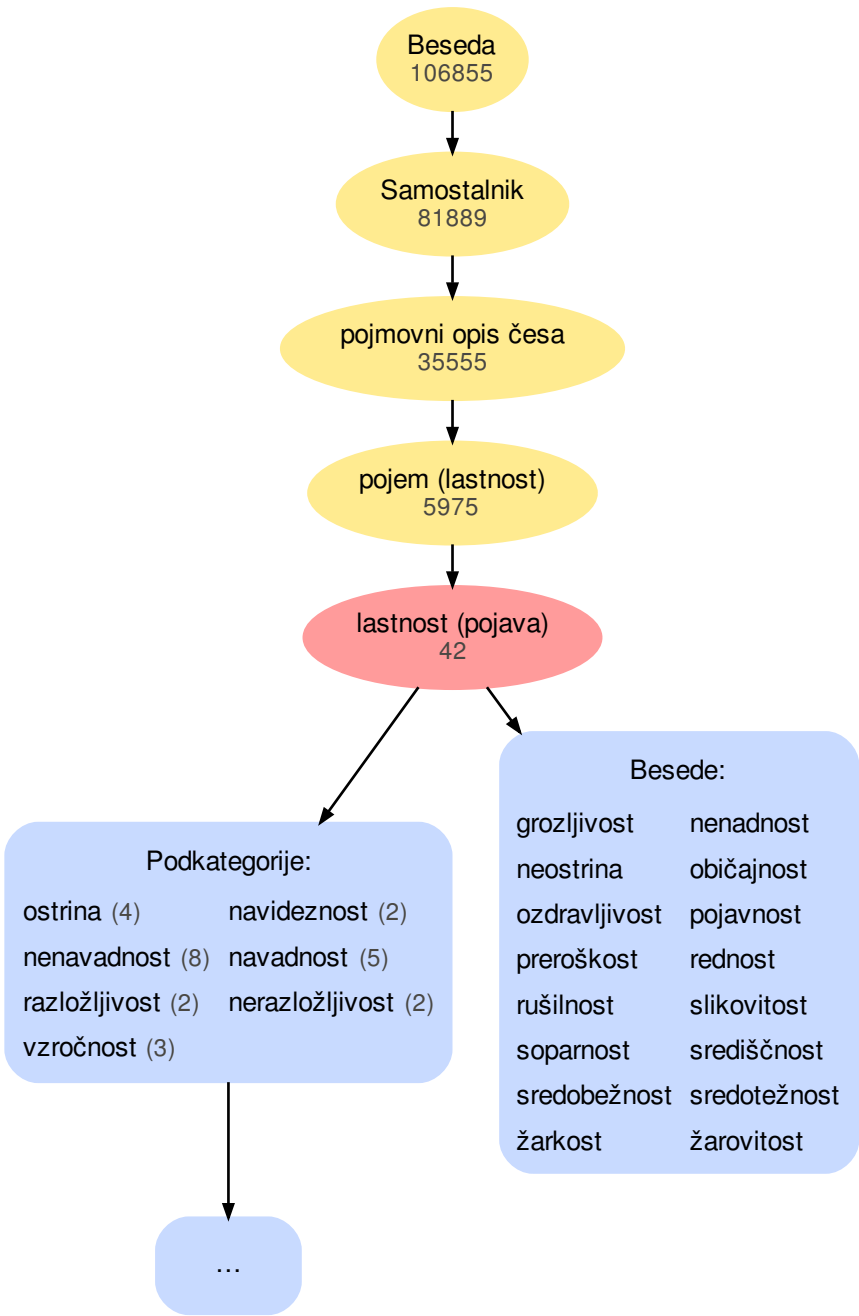 Beseda
106855
Samostalnik
81889
pojmovni opis česa
35555
pojem (lastnost)
5975
lastnost (pojava)
42
Podkategorije:
ostrina (4) navideznost (2)
nenavadnost (8) navadnost (5)
razložljivost (2) nerazložljivost (2)
vzročnost (3)
...
Besede:
grozljivost nenadnost
neostrina običajnost
ozdravljivost pojavnost
preroškost rednost
rušilnost slikovitost
soparnost središčnost
sredobežnost sredotežnost
žarkost žarovitost